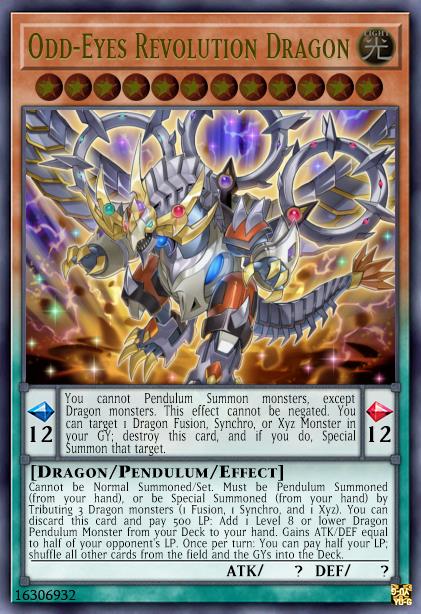 Odd-Eyes Revolution Dragon
LIGHT
光
You cannot Pendulum Summon monsters, except
Dragon monsters. This effect cannot be negated. You
can target 1 Dragon Fusion, Synchro, or Xyz Monster in
your GY; destroy this card, and if you do, Special
Summon that target.
12
12
[Dragon/Pendulum/Effect]
Cannot be Normal Summoned/Set. Must be Pendulum Summoned
(from your hand), or be Special Summoned (from your hand) by
Tributing 3 Dragon monsters (1 Fusion, 1 Synchro, and 1 Xyz). You can
discard this card and pay 500 LP: Add 1 Level 8 or lower Dragon
Pendulum Monster from your Deck to your hand. Gains ATK/DEF equal
to half of your opponent's LP. Once per turn: You can pay half your LP;
shuffle all other cards from the field and the GYs into the Deck.
ATK/ ? DEF/ ?
16306932